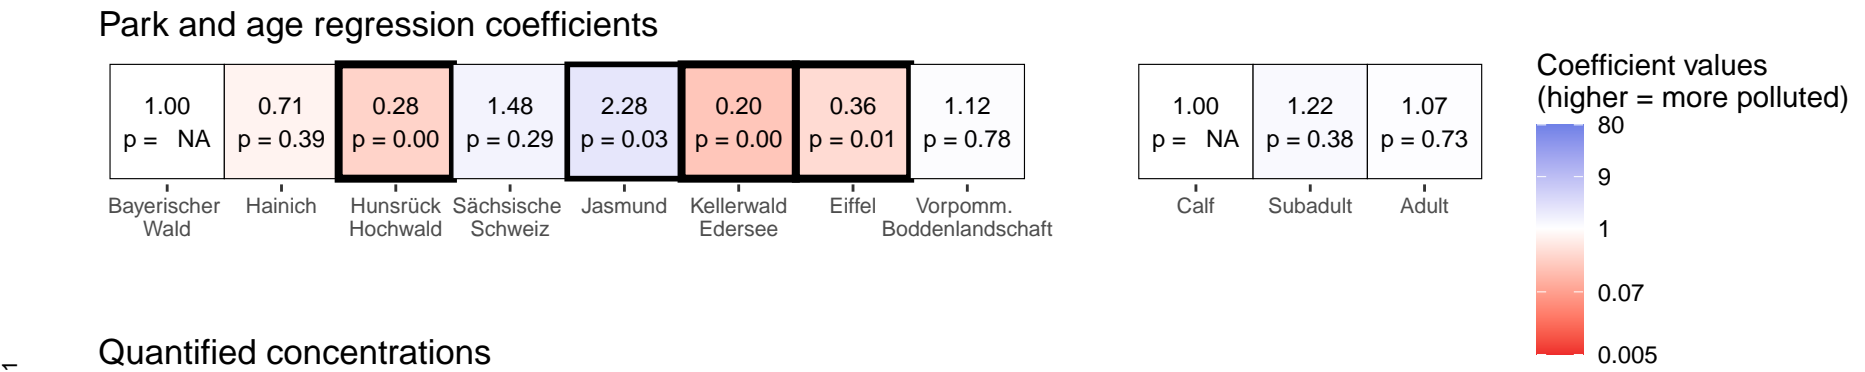 Park and age regression coefficients
1.00 0.71 0.28 1.48 2.28 0.20 0.36 1.12
p = NA p = 0.39 p = 0.00 p = 0.29 p = 0.03 p = 0.00 p = 0.01 p = 0.78
Bayerischer Hainich Hunsrück Sächsische Jasmund Kellerwald Eiffel Vorpomm.
Wald Hochwald Schweiz Edersee Boddenlandschaft
1.00 1.22 1.07
p = NA p = 0.38 p = 0.73
Calf Subadult Adult
Coefficient values
(higher = more polluted)
80
9
1
0.07
0.005
Quantified concentrations
1